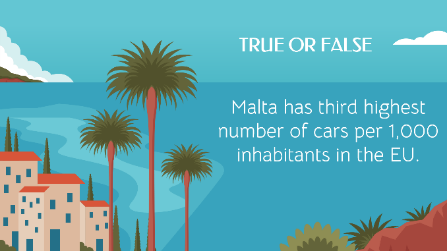 TRUE OR FALSE
Malta has third highest
number of cars per 1,000
inhabitants in the EU.